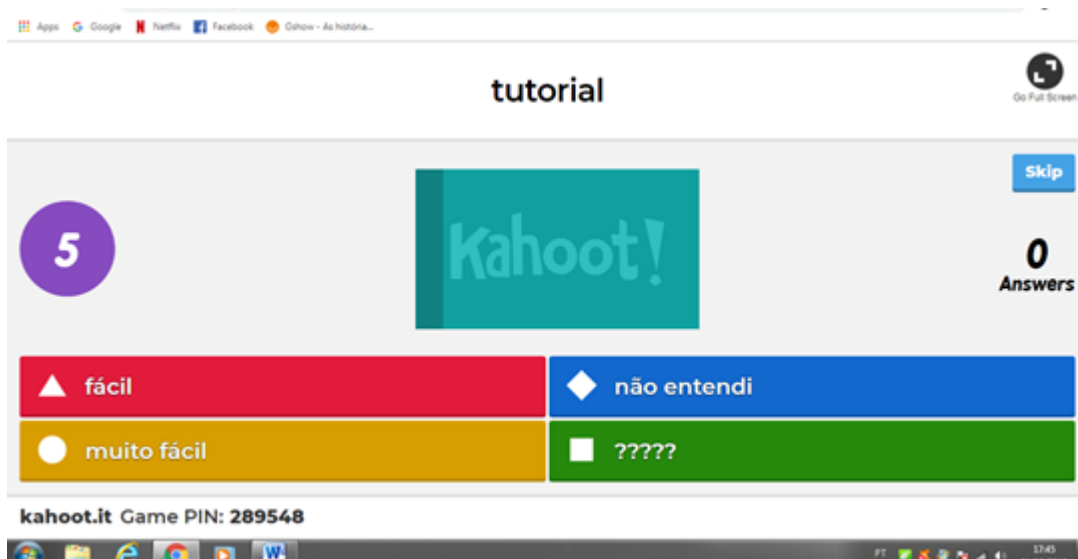 Apps Google Netflix Facebook Gshow - As história...
tutorial
Go Full Screen
Skip
5
Kahoot!
0
Answers
fácil
não entendi
muito fácil
?????
kahoot.it Game PIN: 289548
PT 17:45